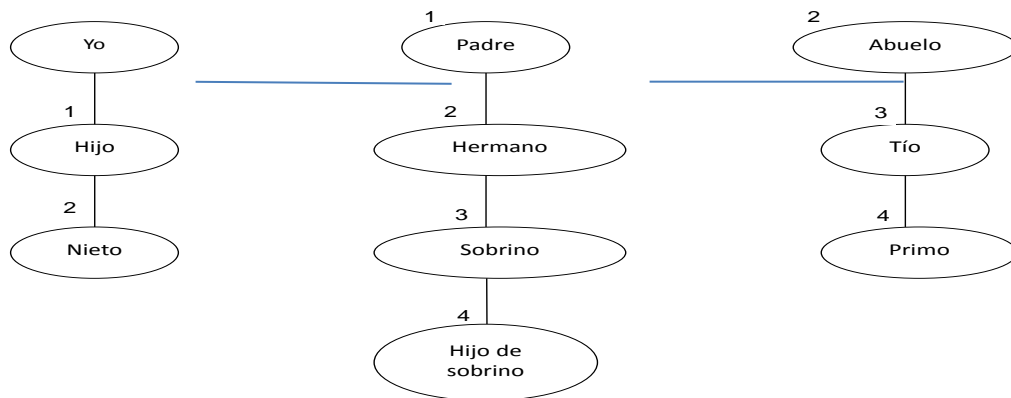 1
2
Yo
Padre
Abuelo
1
2
3
Hijo
Hermano
Tío
2
3
4
Nieto
Sobrino
Primo
4
Hijo de
sobrino